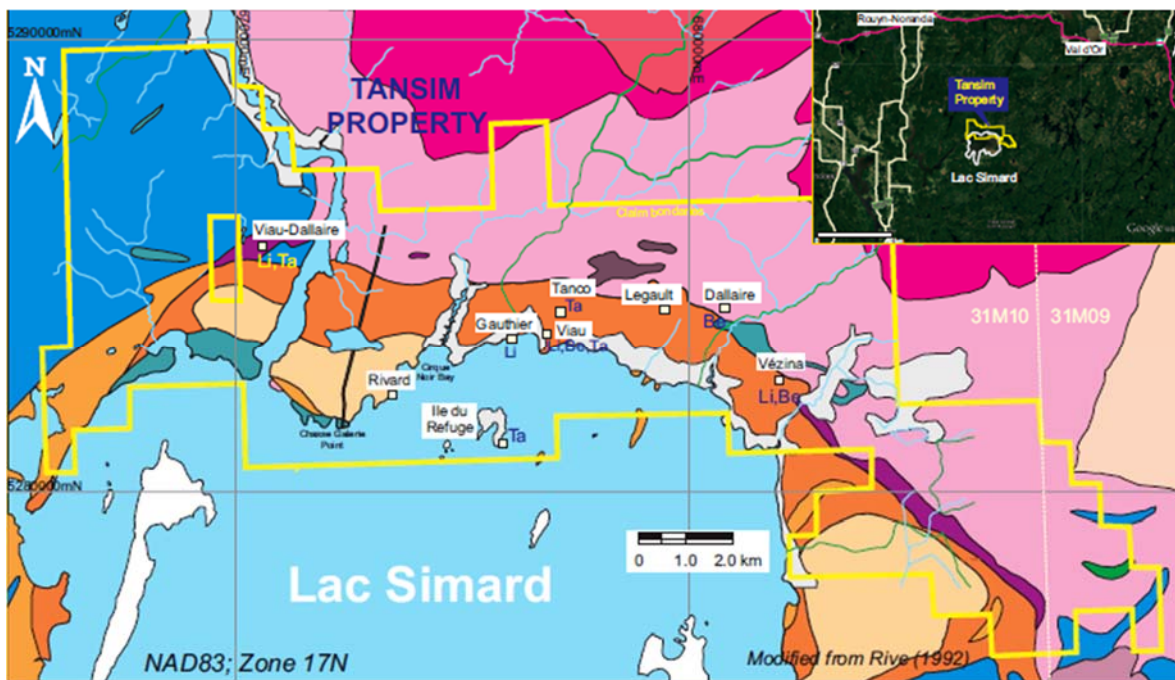 5290000mN
N
TANSIM
PROPERTY
Rouyn-Noranda
Val d'Or
Tansim
Property
Lac Simard
Claim bondaries
Viau-Dallaire
Li,Ta
Tanco
Ta
Legault
Dallaire
Be
Gauthier
Li
Viau
Li,Be,Ta
31M10
31M09
Vézina
Li,Be
Cirque
Noir Bay
Rivard
Ile du
Refuge
Ta
Chasse Galerie
Point
5280000mN
0 1.0 2.0 km
Lac Simard
NAD83; Zone 17N
Modified from Rive (1992)